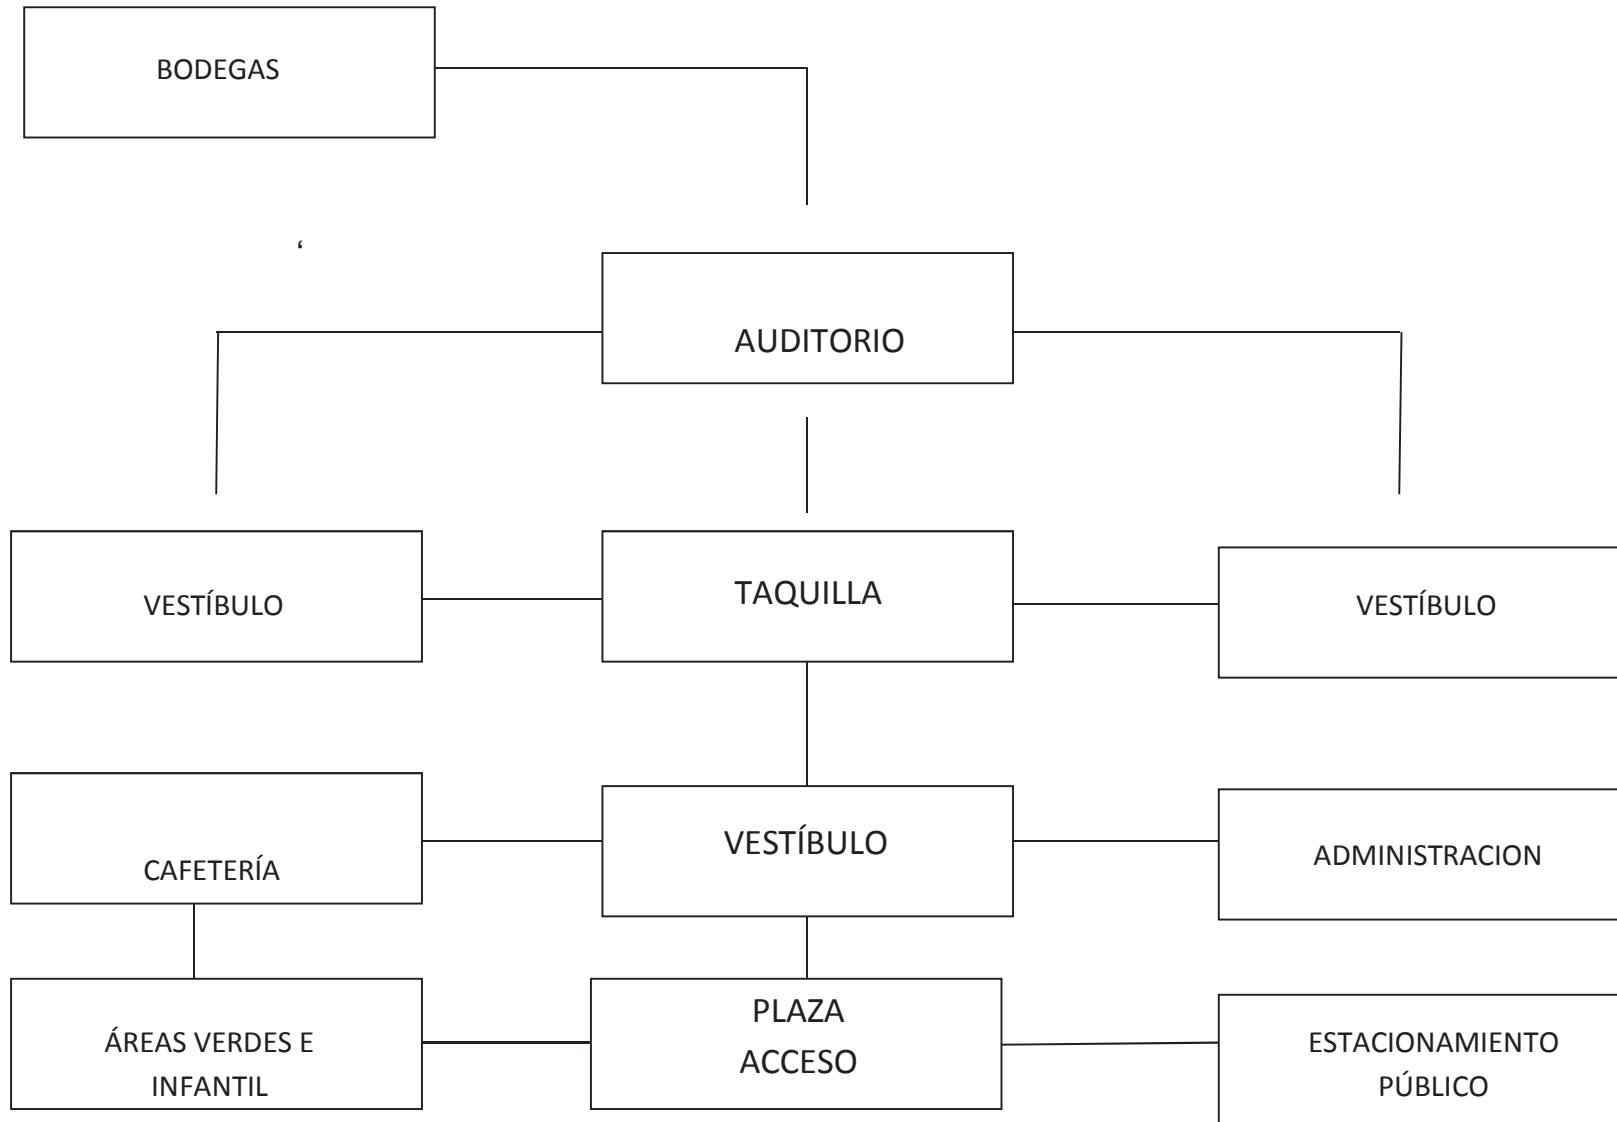 BODEGAS
‘
AUDITORIO
VESTÍBULO
TAQUILLA
VESTÍBULO
CAFETERÍA
VESTÍBULO
ADMINISTRACION
ÁREAS VERDES E
INFANTIL
PLAZA
ACCESO
ESTACIONAMIENTO
PÚBLICO